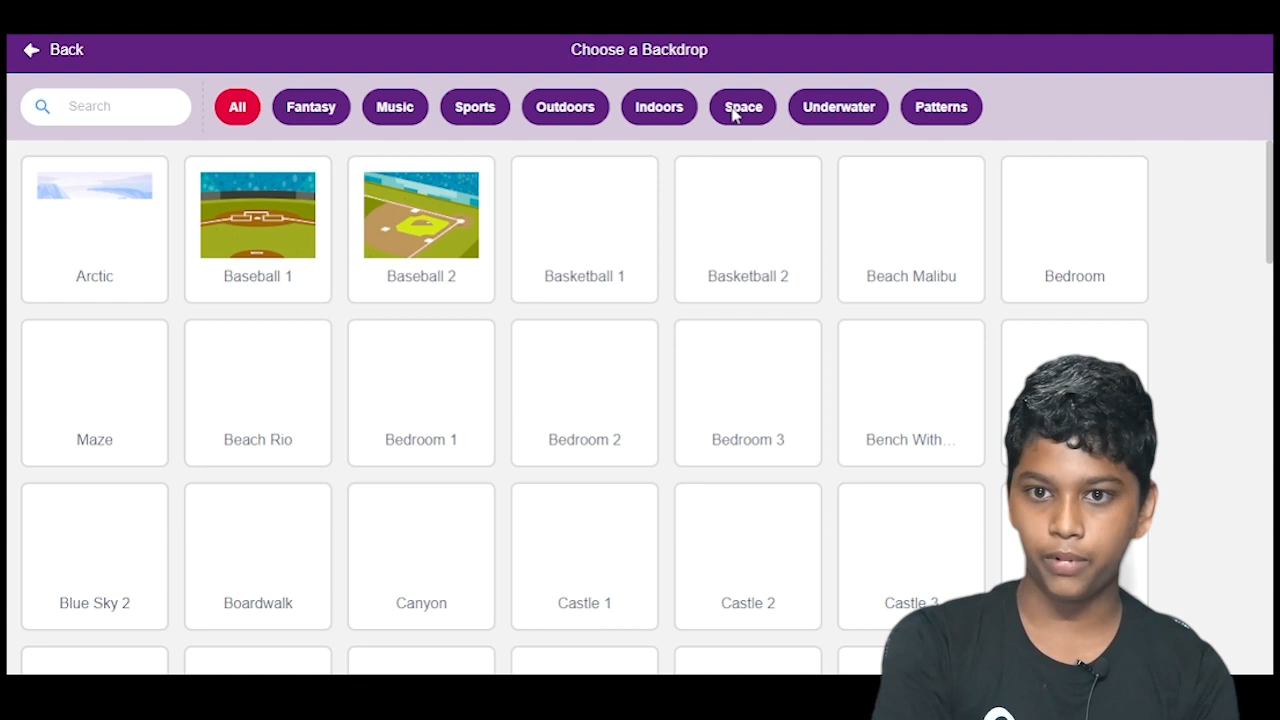 Back
Choose a Backdrop
Search
All
Fantasy
Music
Sports
Outdoors
Indoors
Space
Underwater
Patterns
Arctic
Baseball 1
Baseball 2
Basketball 1
Basketball 2
Beach Malibu
Bedroom
Maze
Beach Rio
Bedroom 1
Bedroom 2
Bedroom 3
Bench With...
Blue Sky 2
Boardwalk
Canyon
Castle 1
Castle 2
Castle 3